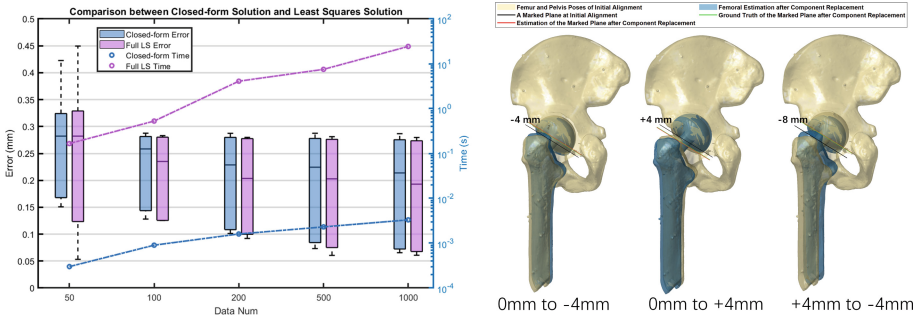 Comparison between Closed-form Solution and Least Squares Solution
Closed-form Error
Full LS Error
Closed-form Time
Full LS Time
Error (mm)
0.5
0.45
0.4
0.35
0.3
0.25
0.2
0.15
0.1
0.05
0
50
100
200
500
1000
Data Num
10^2
10^1
10^0
10^-1
10^-2
10^-3
10^-4
Time (s)
Femur and Pelvis Poses of Initial Alignment
Femoral Estimation after Component Replacement
A Marked Plane at Initial Alignment
Ground Truth of the Marked Plane after Component Replacement
Estimation of the Marked Plane after Component Replacement
-4 mm
+4 mm
-8 mm
0mm to -4mm
0mm to +4mm
+4mm to -4mm